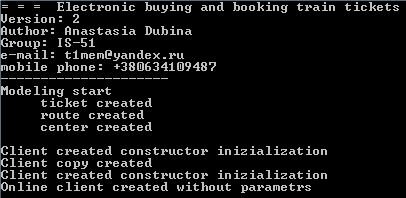 = = =  Electronic buying and booking train tickets
Version: 2
Author: Anastasia Dubina
Group: IS-51
e-mail: t1mem@yandex.ru
mobile phone: +380634109487
---------------------
Modeling start
     ticket created
     route created
     center created
Client created constructor inizialization
Client copy created
Client created constructor inizialization
Online client created without parametrs